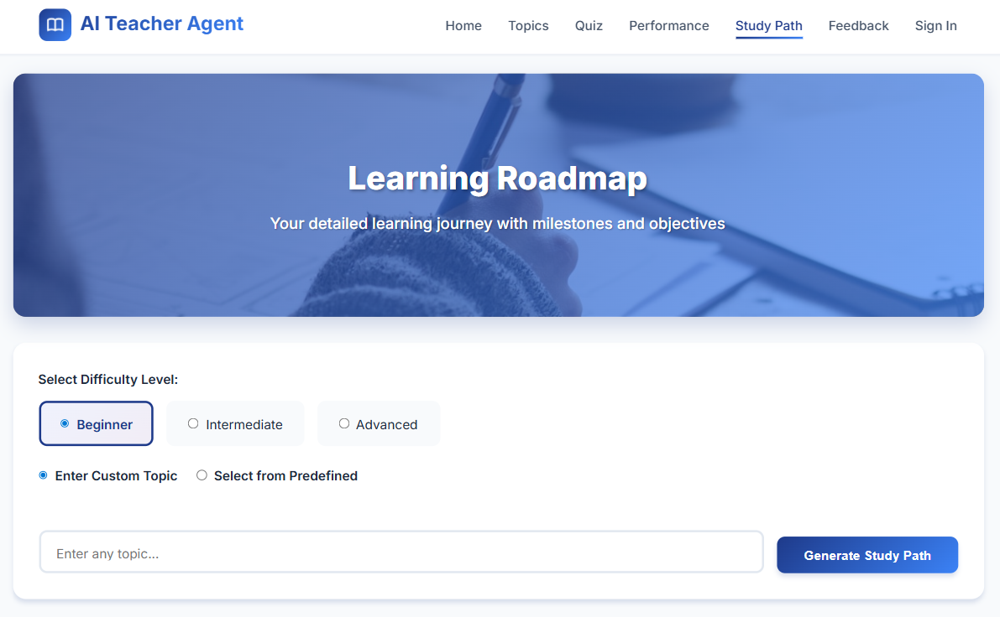 AI Teacher Agent
Home Topics Quiz Performance Study Path Feedback Sign In
Learning Roadmap
Your detailed learning journey with milestones and objectives
Select Difficulty Level:
Beginner Intermediate Advanced
Enter Custom Topic Select from Predefined
Enter any topic...
Generate Study Path